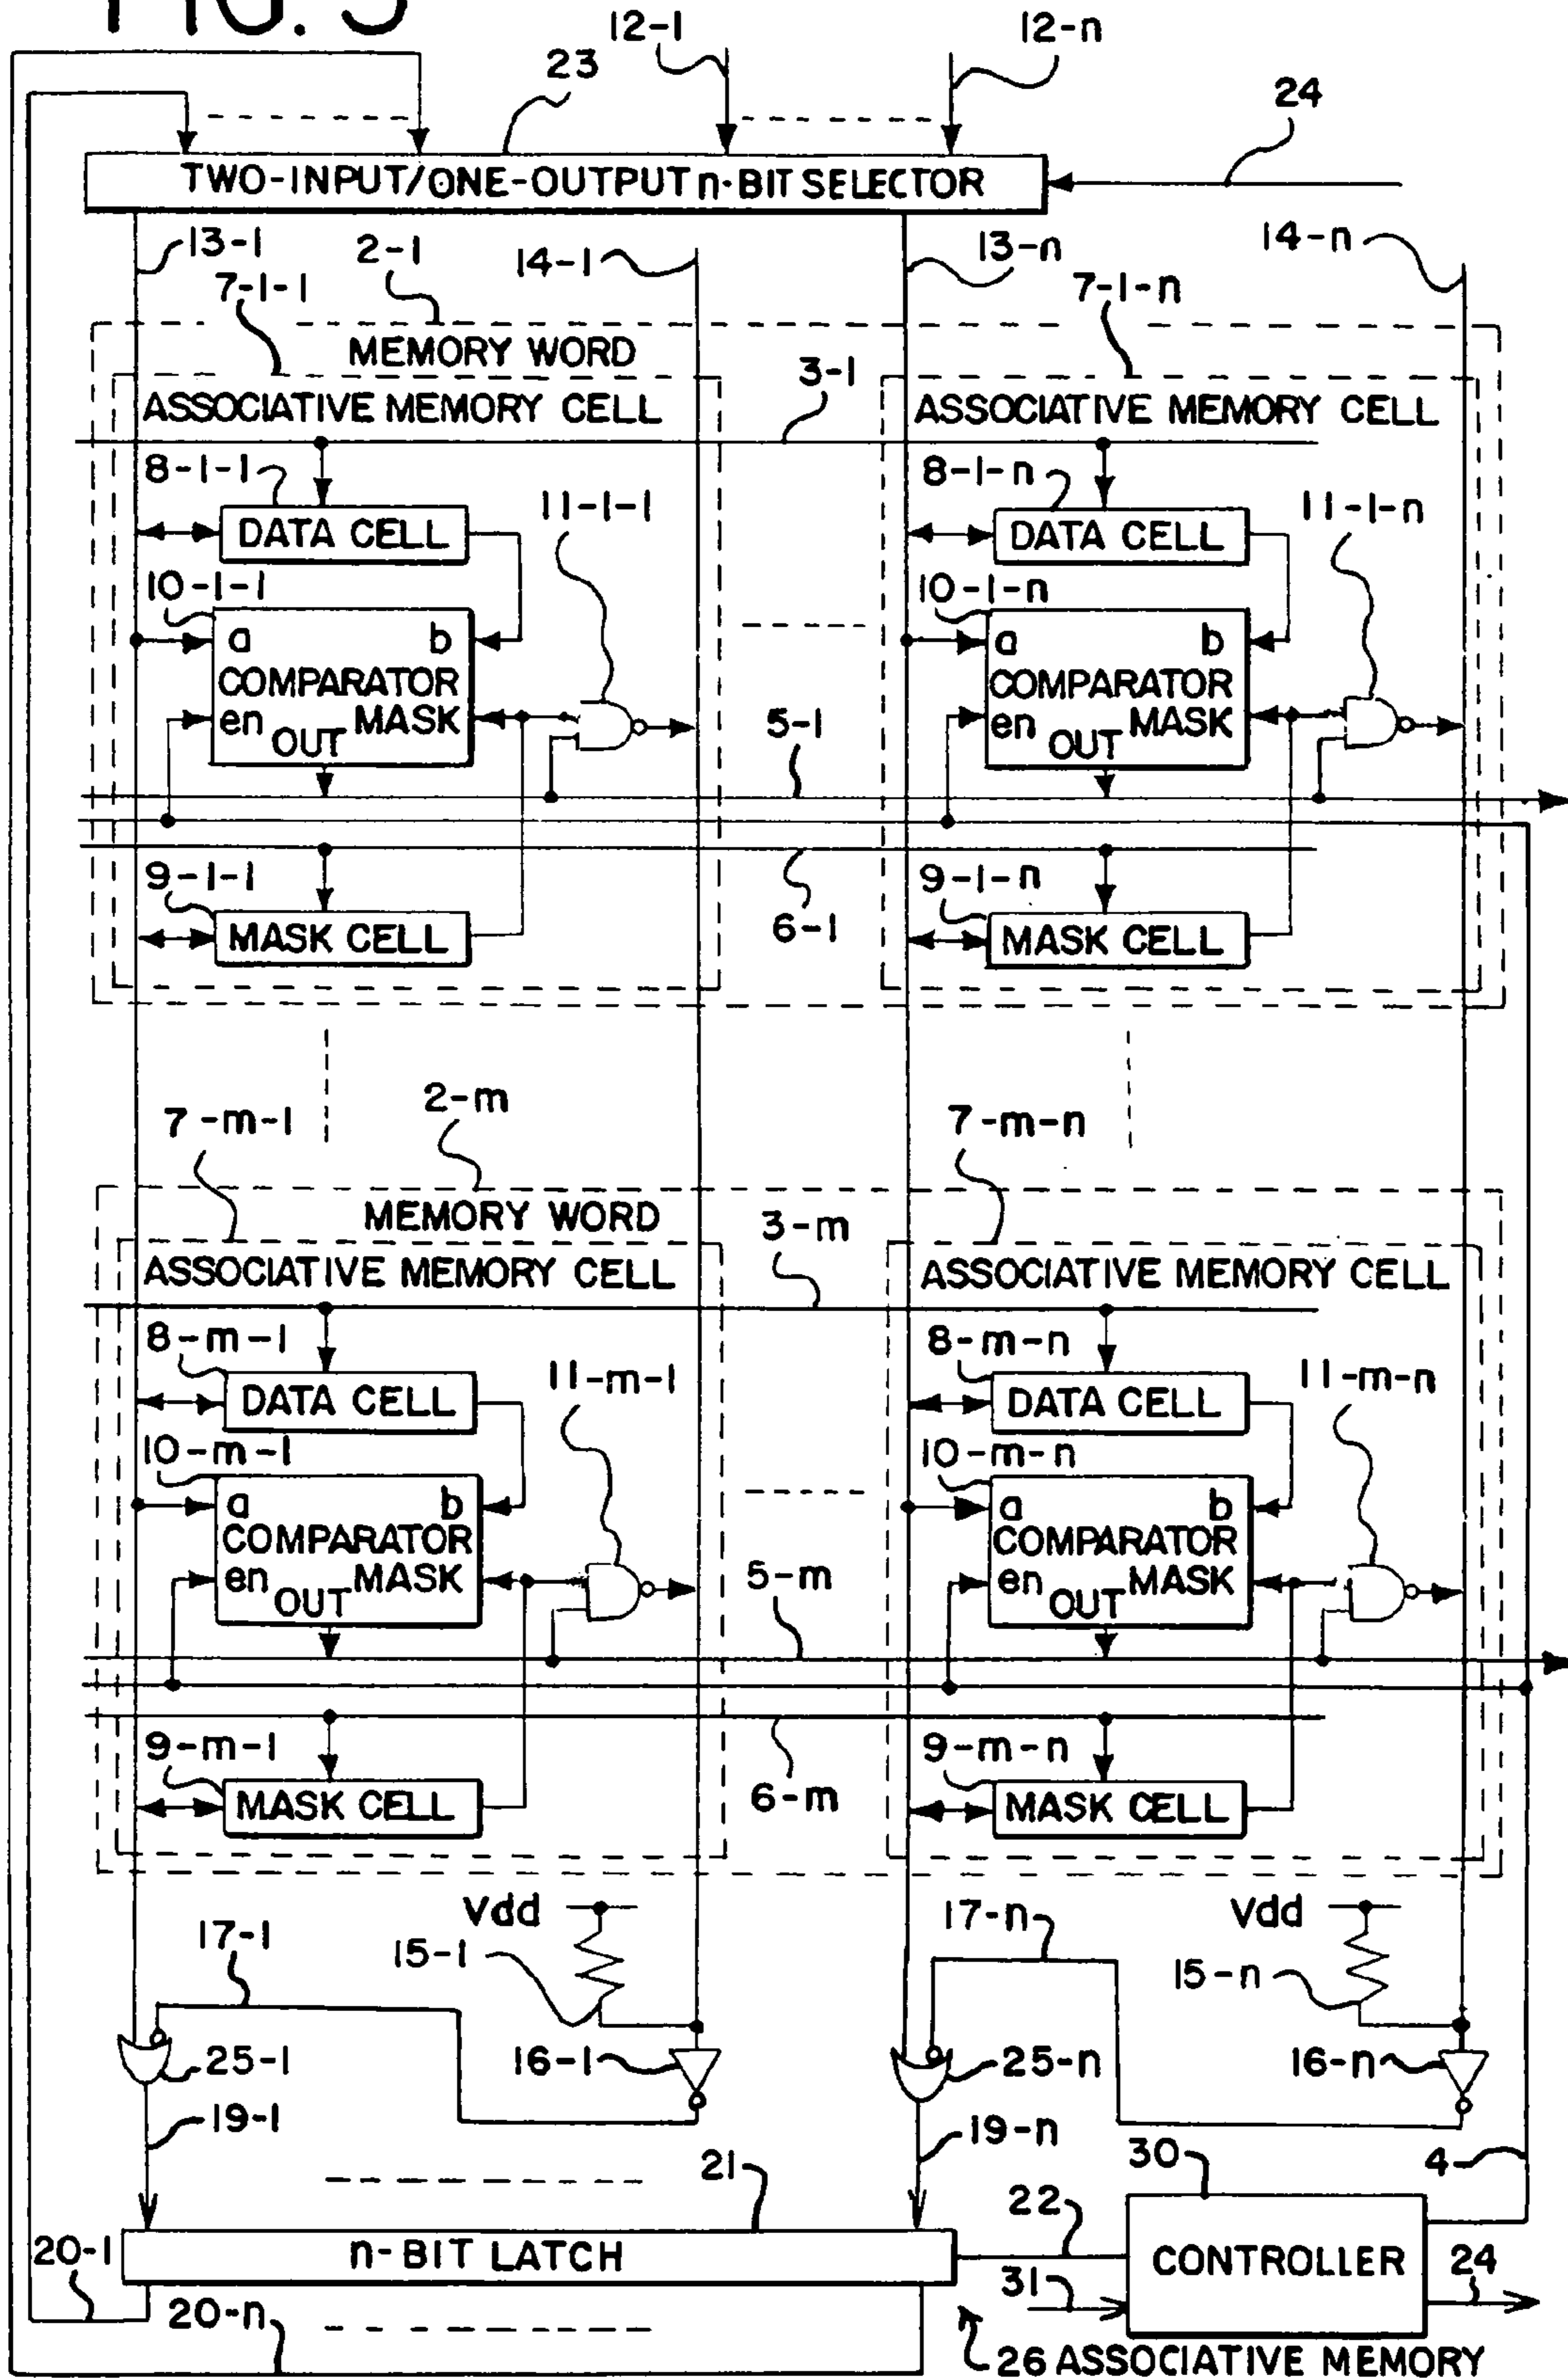 FIG. 5
12-1
12-n
23
24
TWO-INPUT/ONE-OUTPUT n-BIT SELECTOR
13-1
2-1
14-1
13-n
14-n
7-1-1
7-1-n
MEMORY WORD
3-1
ASSOCIATIVE MEMORY CELL
ASSOCIATIVE MEMORY CELL
8-1-1
11-1-1
8-1-n
11-1-n
DATA CELL
DATA CELL
10-1-1
10-1-n
a b
a b
COMPARATOR
COMPARATOR
en OUT MASK
en OUT MASK
5-1
9-1-1
6-1
9-1-n
MASK CELL
MASK CELL
7-m-1
2-m
7-m-n
MEMORY WORD
3-m
ASSOCIATIVE MEMORY CELL
ASSOCIATIVE MEMORY CELL
8-m-1
11-m-1
8-m-n
11-m-n
DATA CELL
DATA CELL
10-m-1
10-m-n
a b
a b
COMPARATOR
COMPARATOR
en OUT MASK
en OUT MASK
5-m
9-m-1
6-m
9-m-n
MASK CELL
MASK CELL
17-1
Vdd
15-1
17-n
Vdd
15-n
25-1
16-1
25-n
16-n
19-1
19-n
21
30
4
22
n-BIT LATCH
CONTROLLER
24
20-1
31
20-n
26 ASSOCIATIVE MEMORY